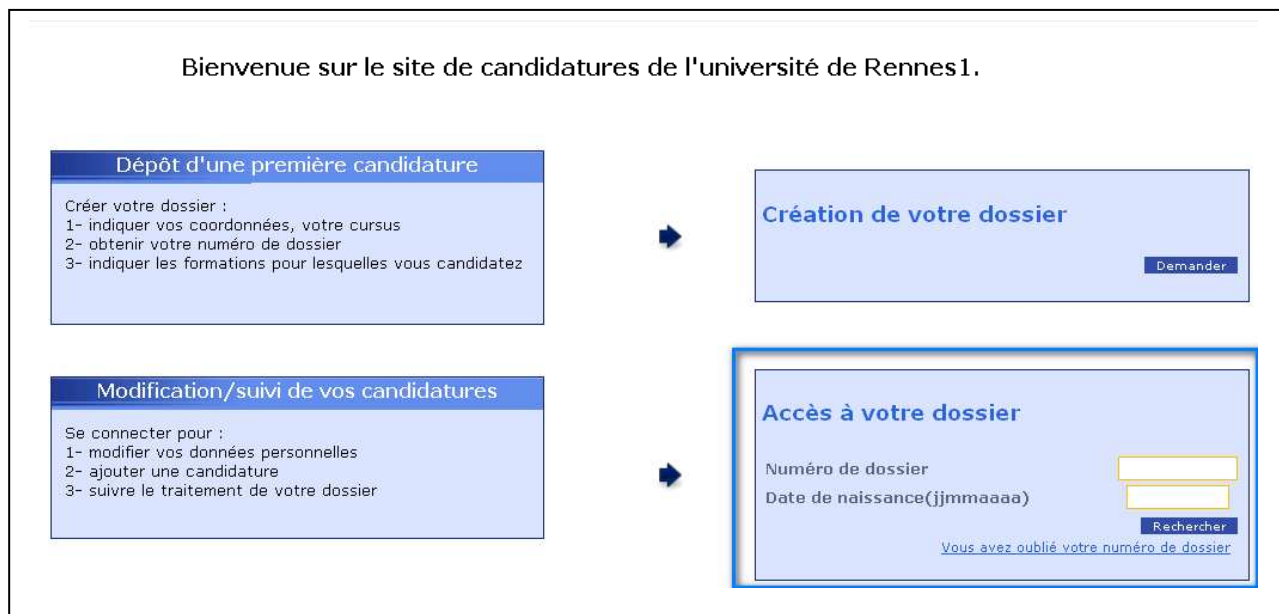 Bienvenue sur le site de candidatures de l'université de Rennes1.
Dépôt d'une première candidature
Créer votre dossier :
1- indiquer vos coordonnées, votre cursus
2- obtenir votre numéro de dossier
3- indiquer les formations pour lesquelles vous candidatez
Création de votre dossier
Demander
Modification/suivi de vos candidatures
Se connecter pour :
1- modifier vos données personnelles
2- ajouter une candidature
3- suivre le traitement de votre dossier
Accès à votre dossier
Numéro de dossier
Date de naissance(jjmmaaaa)
Rechercher
Vous avez oublié votre numéro de dossier